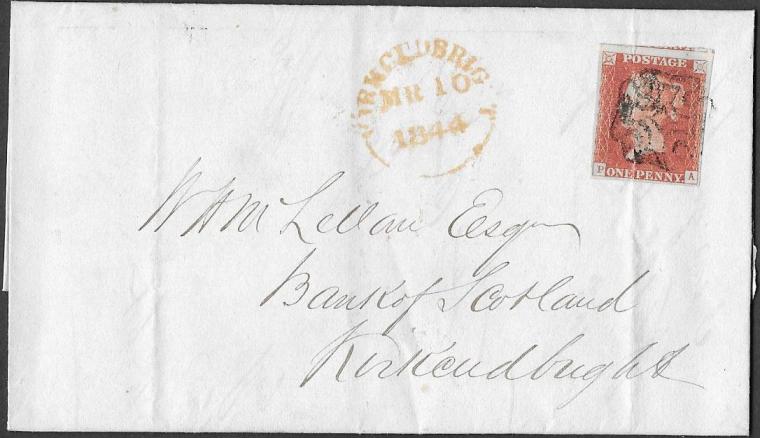 KIRKCUDBRIGHT
MR 10
1844
POSTAGE
P ONE PENNY. A
W H McLellan Esqr
Bank of Scotland
Kirkcudbright